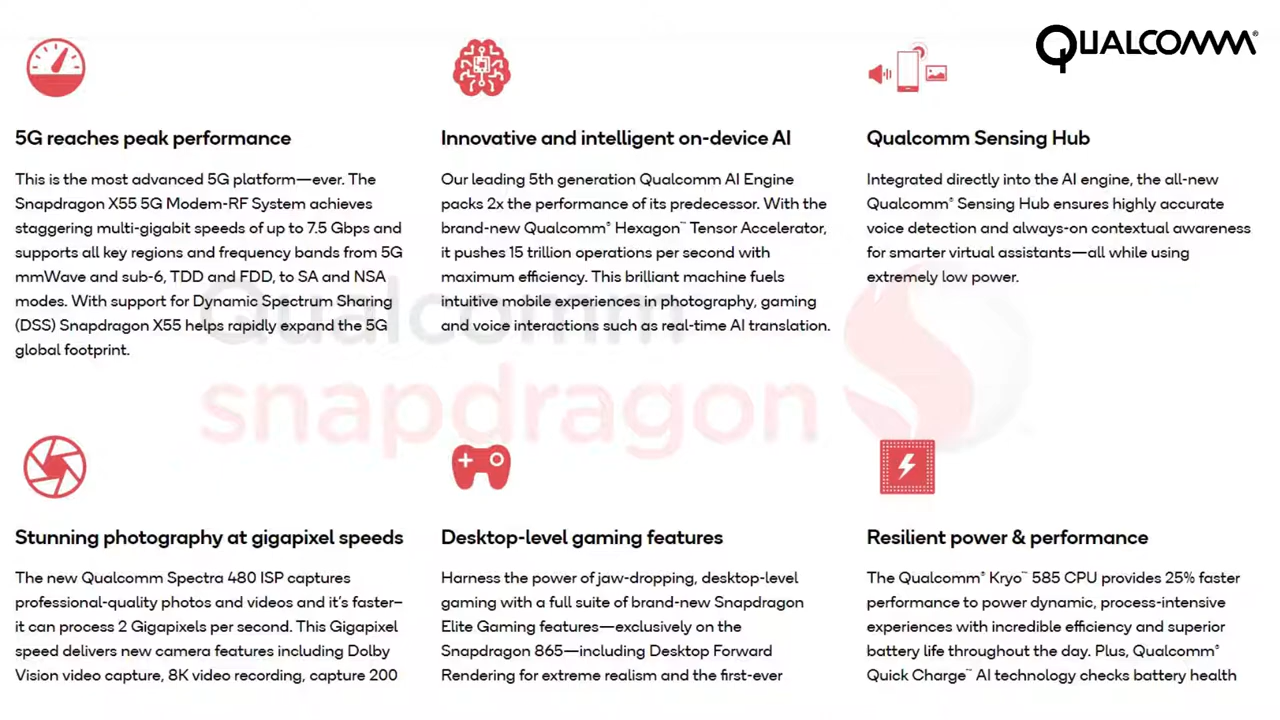 QUALCOMM®
5G reaches peak performance
This is the most advanced 5G platform—ever. The
Snapdragon X55 5G Modem-RF System achieves
staggering multi-gigabit speeds of up to 7.5 Gbps and
supports all key regions and frequency bands from 5G
mmWave and sub-6, TDD and FDD, to SA and NSA
modes. With support for Dynamic Spectrum Sharing
(DSS) Snapdragon X55 helps rapidly expand the 5G
global footprint.
Innovative and intelligent on-device AI
Our leading 5th generation Qualcomm AI Engine
packs 2x the performance of its predecessor. With the
brand-new Qualcomm® Hexagon™ Tensor Accelerator,
it pushes 15 trillion operations per second with
maximum efficiency. This brilliant machine fuels
intuitive mobile experiences in photography, gaming
and voice interactions such as real-time AI translation.
Qualcomm Sensing Hub
Integrated directly into the AI engine, the all-new
Qualcomm® Sensing Hub ensures highly accurate
voice detection and always-on contextual awareness
for smarter virtual assistants—all while using
extremely low power.
Qualcomm
snapdragon
Stunning photography at gigapixel speeds
The new Qualcomm Spectra 480 ISP captures
professional-quality photos and videos and it's faster–
it can process 2 Gigapixels per second. This Gigapixel
speed delivers new camera features including Dolby
Vision video capture, 8K video recording, capture 200
Desktop-level gaming features
Harness the power of jaw-dropping, desktop-level
gaming with a full suite of brand-new Snapdragon
Elite Gaming features—exclusively on the
Snapdragon 865—including Desktop Forward
Rendering for extreme realism and the first-ever
Resilient power & performance
The Qualcomm® Kryo™ 585 CPU provides 25% faster
performance to power dynamic, process-intensive
experiences with incredible efficiency and superior
battery life throughout the day. Plus, Qualcomm®
Quick Charge™ AI technology checks battery health